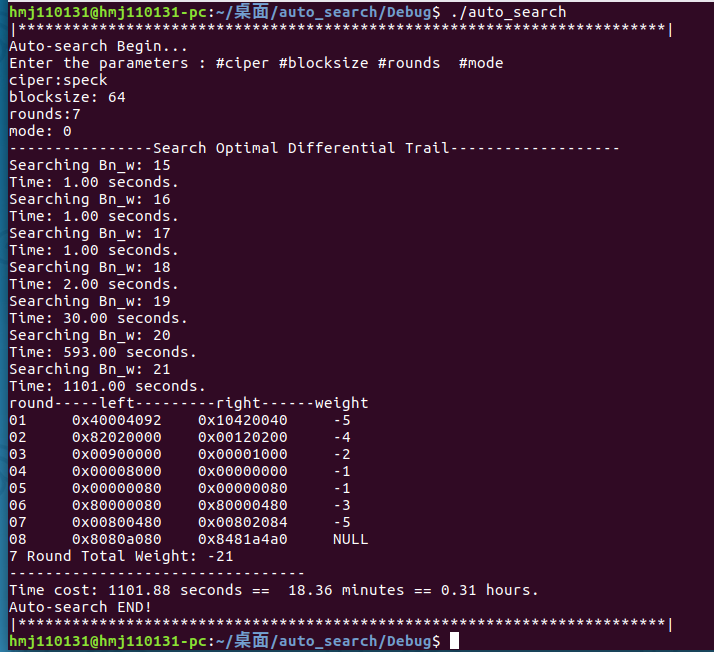 hmj110131@hmj110131-pc:~/桌面/auto_search/Debug$ ./auto_search
|*************************************************************************|
Auto-search Begin...
Enter the parameters : #ciper #blocksize #rounds  #mode
ciper:speck
blocksize: 64
rounds:7
mode: 0
----------------Search Optimal Differential Trail-------------------
Searching Bn_w: 15
Time: 1.00 seconds.
Searching Bn_w: 16
Time: 1.00 seconds.
Searching Bn_w: 17
Time: 1.00 seconds.
Searching Bn_w: 18
Time: 2.00 seconds.
Searching Bn_w: 19
Time: 30.00 seconds.
Searching Bn_w: 20
Time: 593.00 seconds.
Searching Bn_w: 21
Time: 1101.00 seconds.
round-----left---------right------weight
01     0x40004092    0x10420040     -5
02     0x82020000    0x00120200     -4
03     0x00900000    0x00001000     -2
04     0x00008000    0x00000000     -1
05     0x00000080    0x00000080     -1
06     0x80000080    0x80000480     -3
07     0x00800480    0x00802084     -5
08     0x8080a080    0x8481a4a0     NULL
7 Round Total Weight: -21
---------------------------------
Time cost: 1101.88 seconds ==  18.36 minutes == 0.31 hours.
Auto-search END!
|*************************************************************************|
hmj110131@hmj110131-pc:~/桌面/auto_search/Debug$